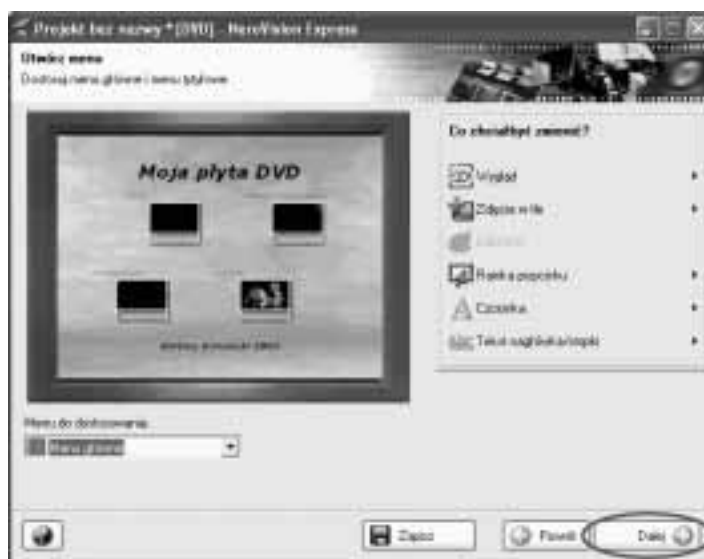 Projekt bez nazwy * [DVD] - NeroVision Express
Utwórz menu
Dostosuj menu główne i menu tytułowe
Moja płyta DVD
Co chciałbyś zmienić?
Wygląd
Zdjęcie w tle
Ramka przycisku
Czcionka
Tekst nagłówka/stopki
Menu do dostosowania:
Menu główne
Zapisz
Powrót
Dalej